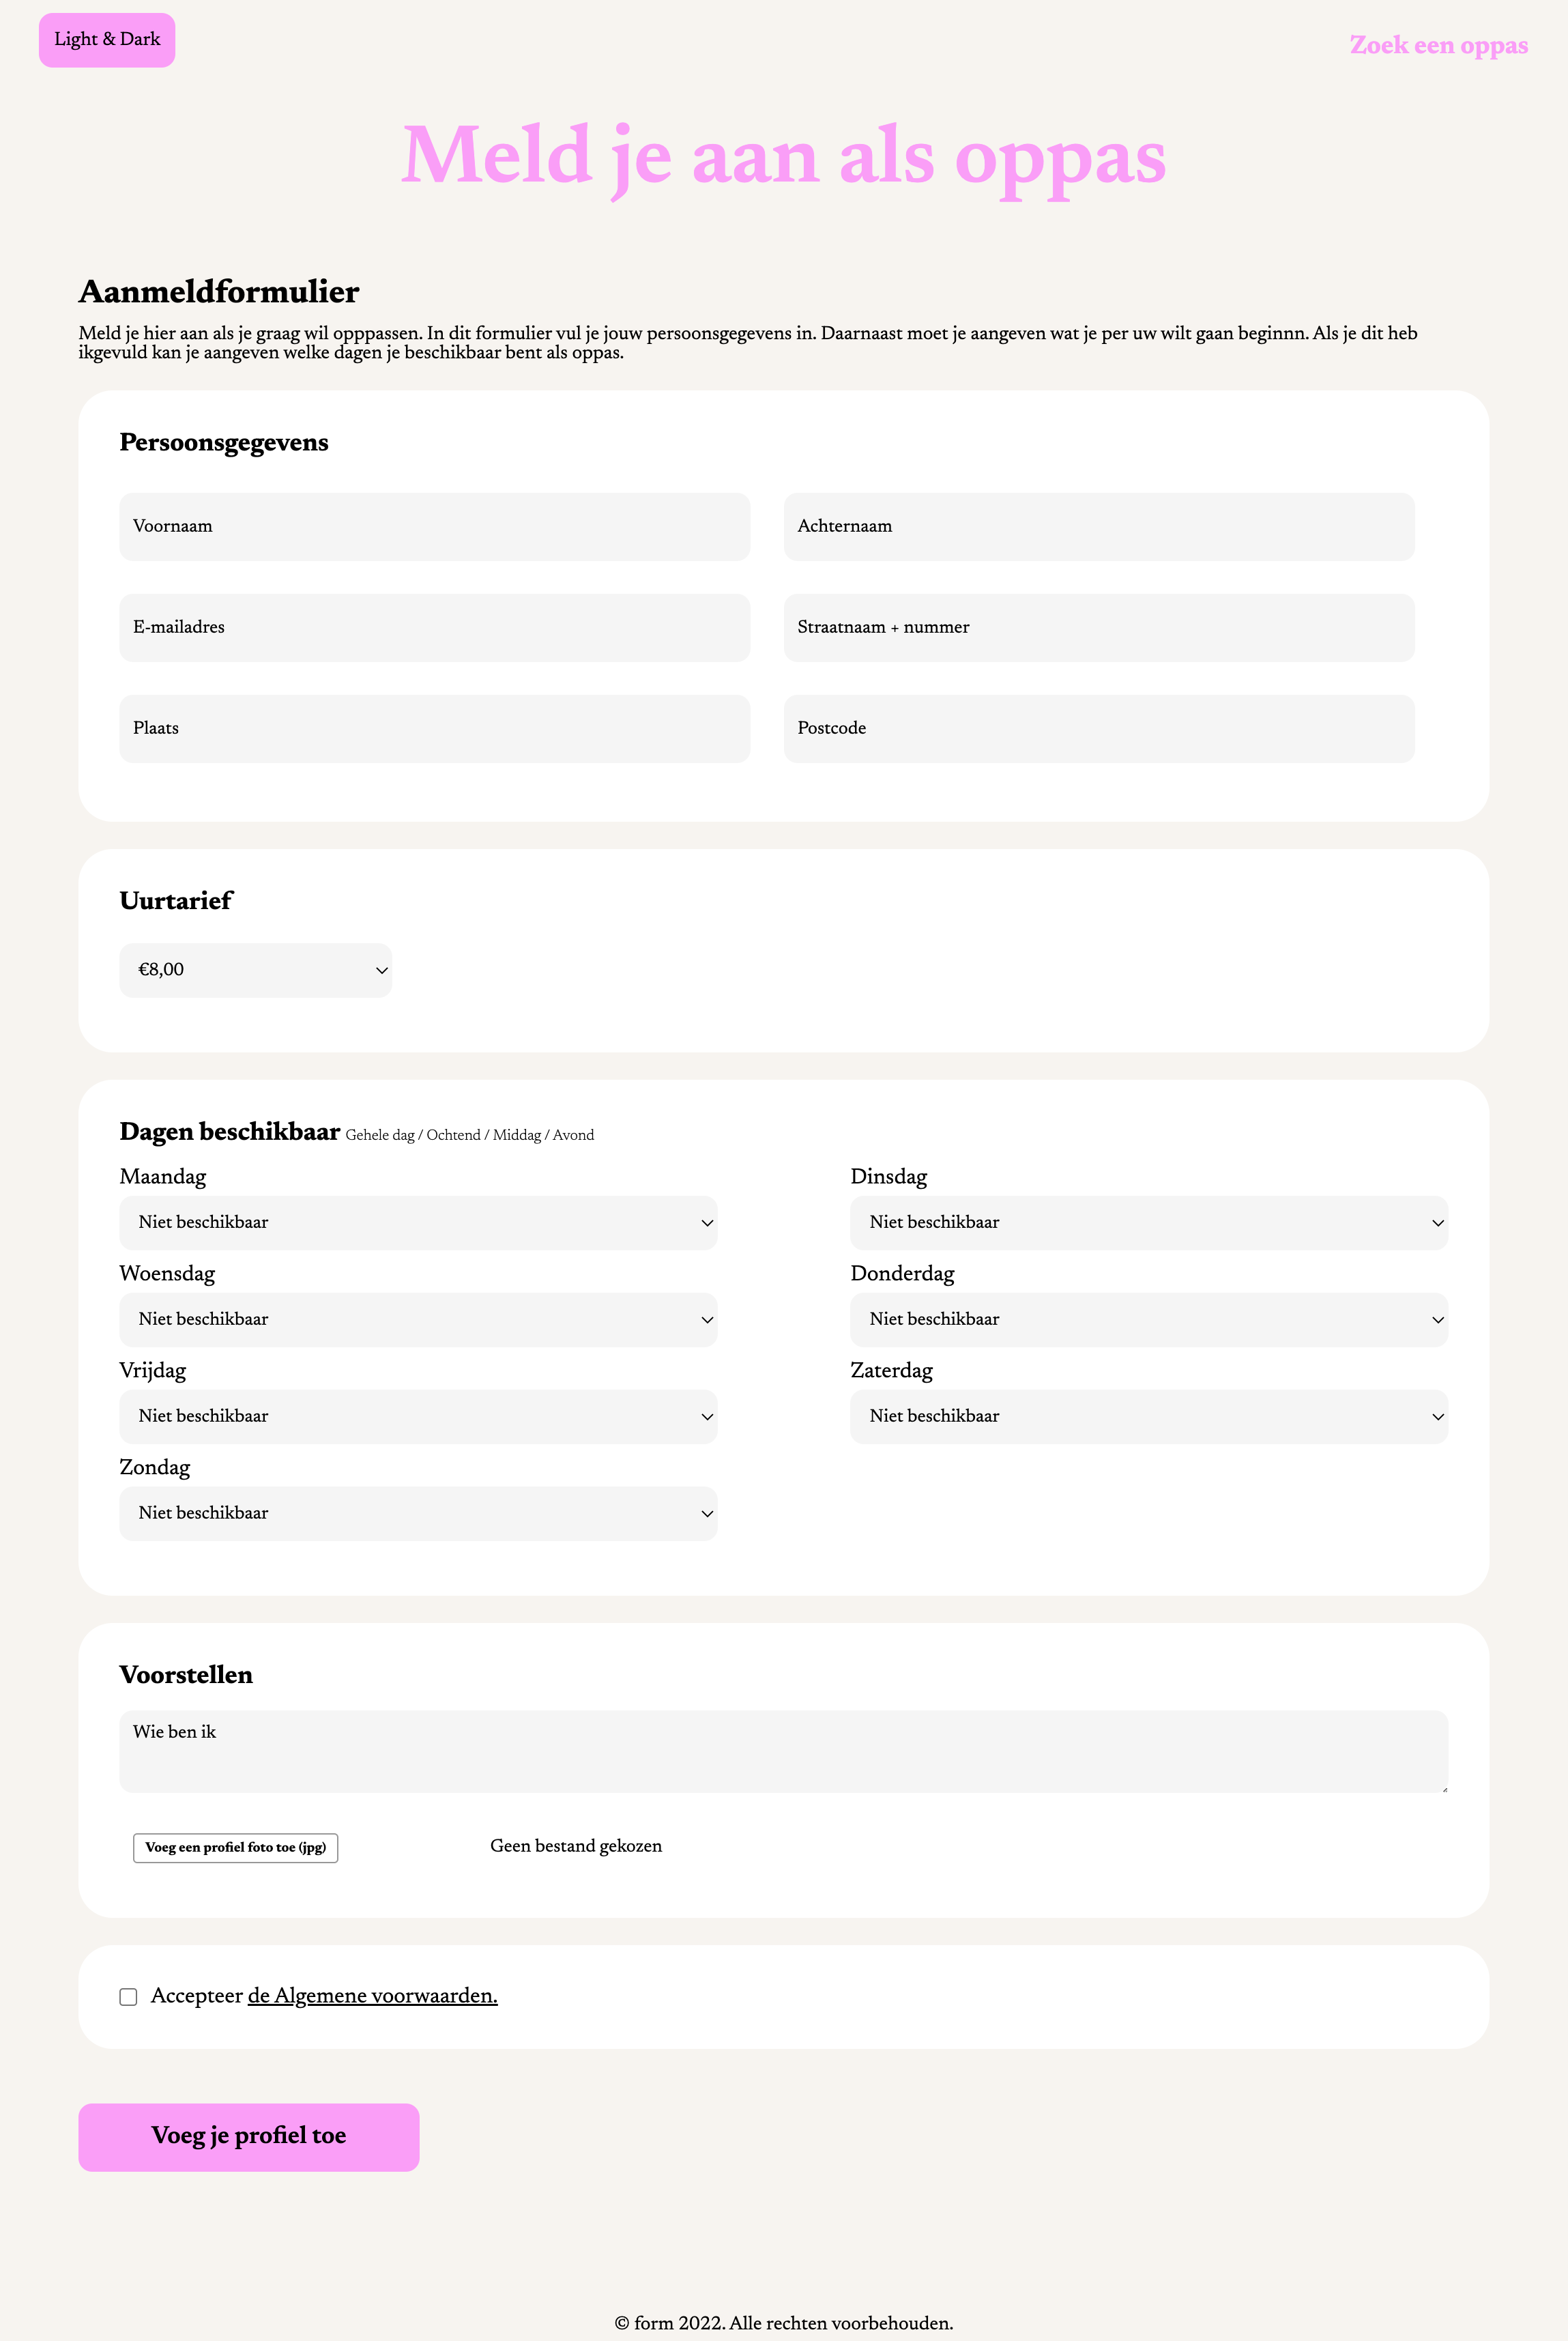 Light & Dark
Zoek een oppas
Meld je aan als oppas
Aanmeldformulier
Meld je hier aan als je graag wil opppassen. In dit formulier vul je jouw persoonsgegevens in. Daarnaast moet je aangeven wat je per uw wilt gaan beginnn. Als je dit heb
ikgevuld kan je aangeven welke dagen je beschikbaar bent als oppas.
Persoonsgegevens
Voornaam
Achternaam
E-mailadres
Straatnaam + nummer
Plaats
Postcode
Uurtarief
€8,00
Dagen beschikbaar Gehele dag / Ochtend / Middag / Avond
Maandag
Niet beschikbaar
Dinsdag
Niet beschikbaar
Woensdag
Niet beschikbaar
Donderdag
Niet beschikbaar
Vrijdag
Niet beschikbaar
Zaterdag
Niet beschikbaar
Zondag
Niet beschikbaar
Voorstellen
Wie ben ik
Voeg een profiel foto toe (jpg)
Geen bestand gekozen
Accepteer de Algemene voorwaarden.
Voeg je profiel toe
© form 2022. Alle rechten voorbehouden.